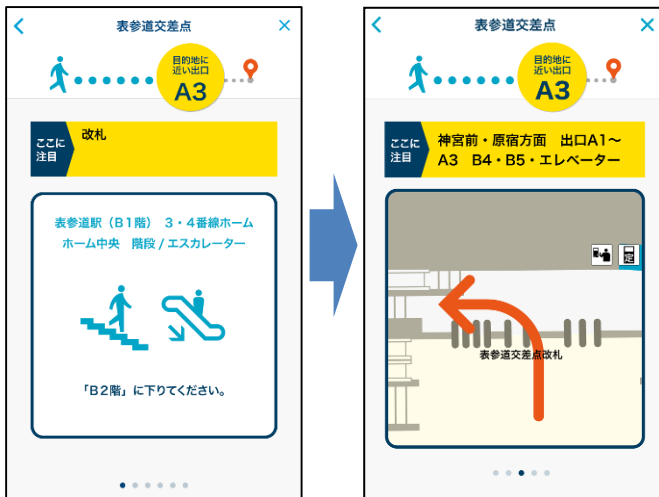 表参道交差点
目的地に
近い出口
A3
ここに
注目
改札
表参道駅（B1階） 3・4番線ホーム
ホーム中央 階段 / エスカレーター
「B2階」に下りてください。
表参道交差点
目的地に
近い出口
A3
ここに
注目
神宮前・原宿方面 出口A1～
A3 B4・B5・エレベーター
表参道交差点改札